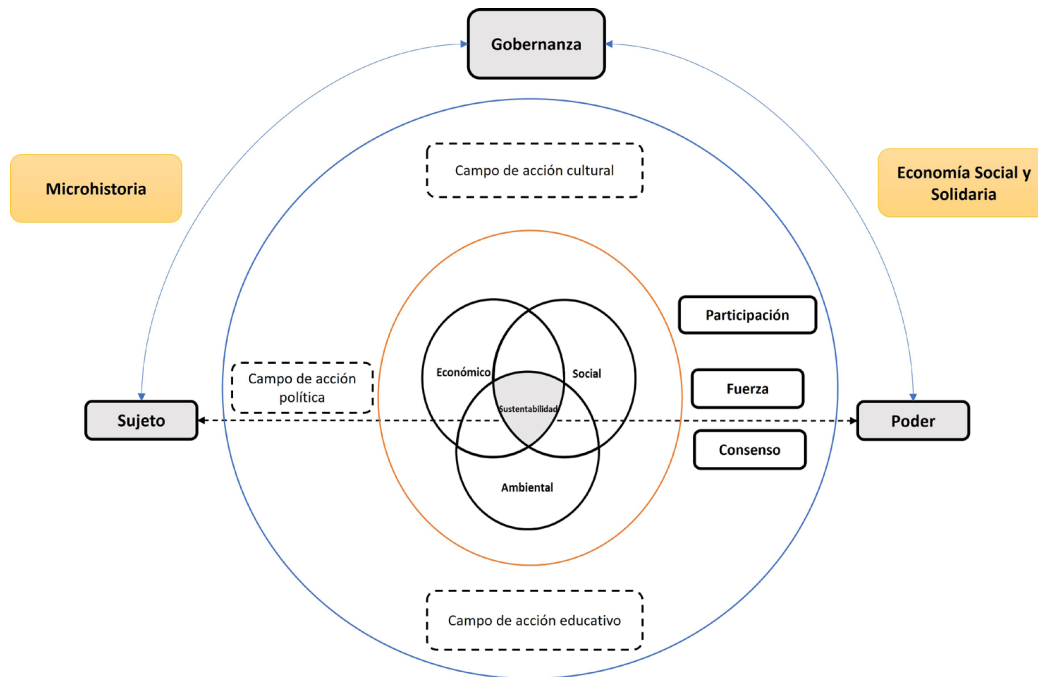 Gobernanza
Campo de acción cultural
Microhistoria
Economía Social y
Solidaria
Participación
Económico
Social
Campo de acción
política
Fuerza
Sustentabilidad
Sujeto
Poder
Consenso
Ambiental
Campo de acción educativo